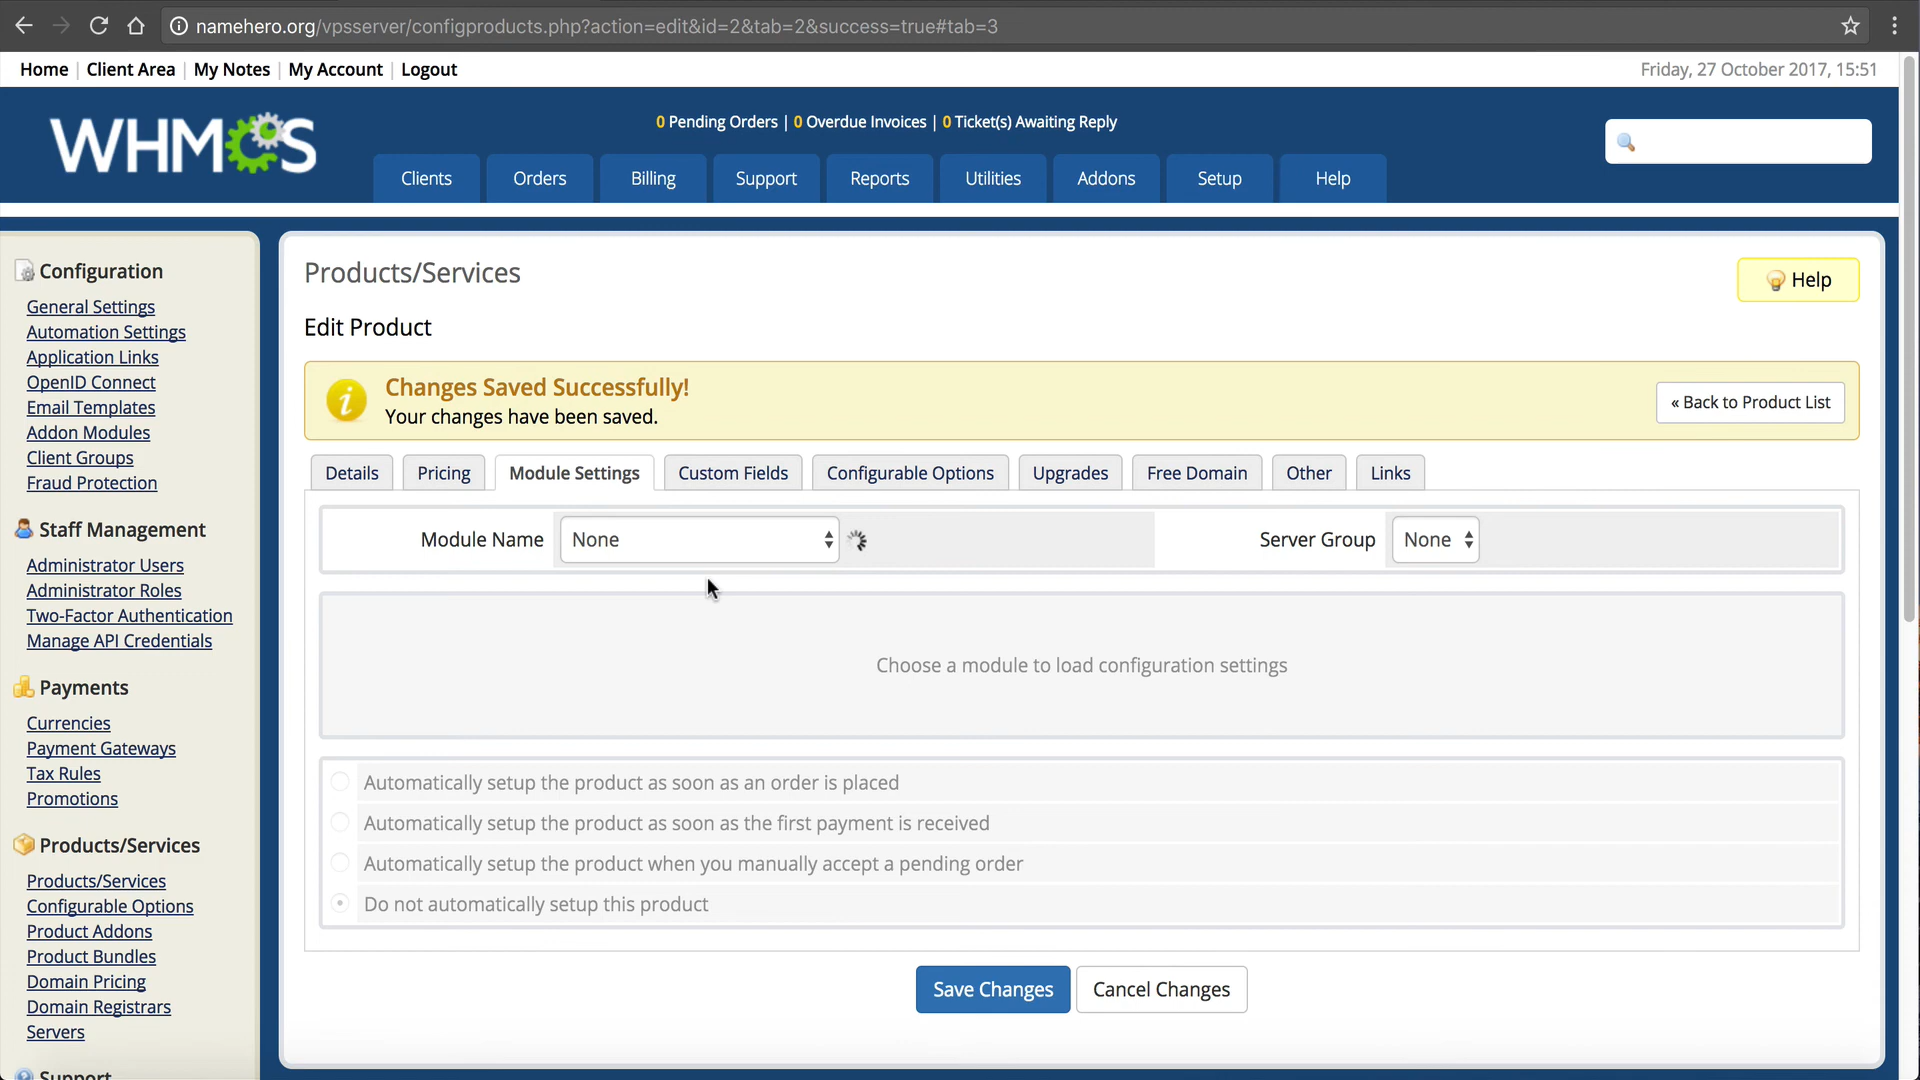 namehero.org/vpsserver/configproducts.php?action=edit&id=2&tab=2&success=true#tab=3
Home | Client Area | My Notes | My Account | Logout
Friday, 27 October 2017, 15:51
WHMCS
0 Pending Orders | 0 Overdue Invoices | 0 Ticket(s) Awaiting Reply
Clients
Orders
Billing
Support
Reports
Utilities
Addons
Setup
Help
Configuration
General Settings
Automation Settings
Application Links
OpenID Connect
Email Templates
Addon Modules
Client Groups
Fraud Protection
Staff Management
Administrator Users
Administrator Roles
Two-Factor Authentication
Manage API Credentials
Payments
Currencies
Payment Gateways
Tax Rules
Promotions
Products/Services
Products/Services
Configurable Options
Product Addons
Product Bundles
Domain Pricing
Domain Registrars
Servers
Support
Products/Services
Help
Edit Product
Changes Saved Successfully!
Your changes have been saved.
« Back to Product List
Details
Pricing
Module Settings
Custom Fields
Configurable Options
Upgrades
Free Domain
Other
Links
Module Name
None
Server Group
None
Choose a module to load configuration settings
Automatically setup the product as soon as an order is placed
Automatically setup the product as soon as the first payment is received
Automatically setup the product when you manually accept a pending order
Do not automatically setup this product
Save Changes
Cancel Changes